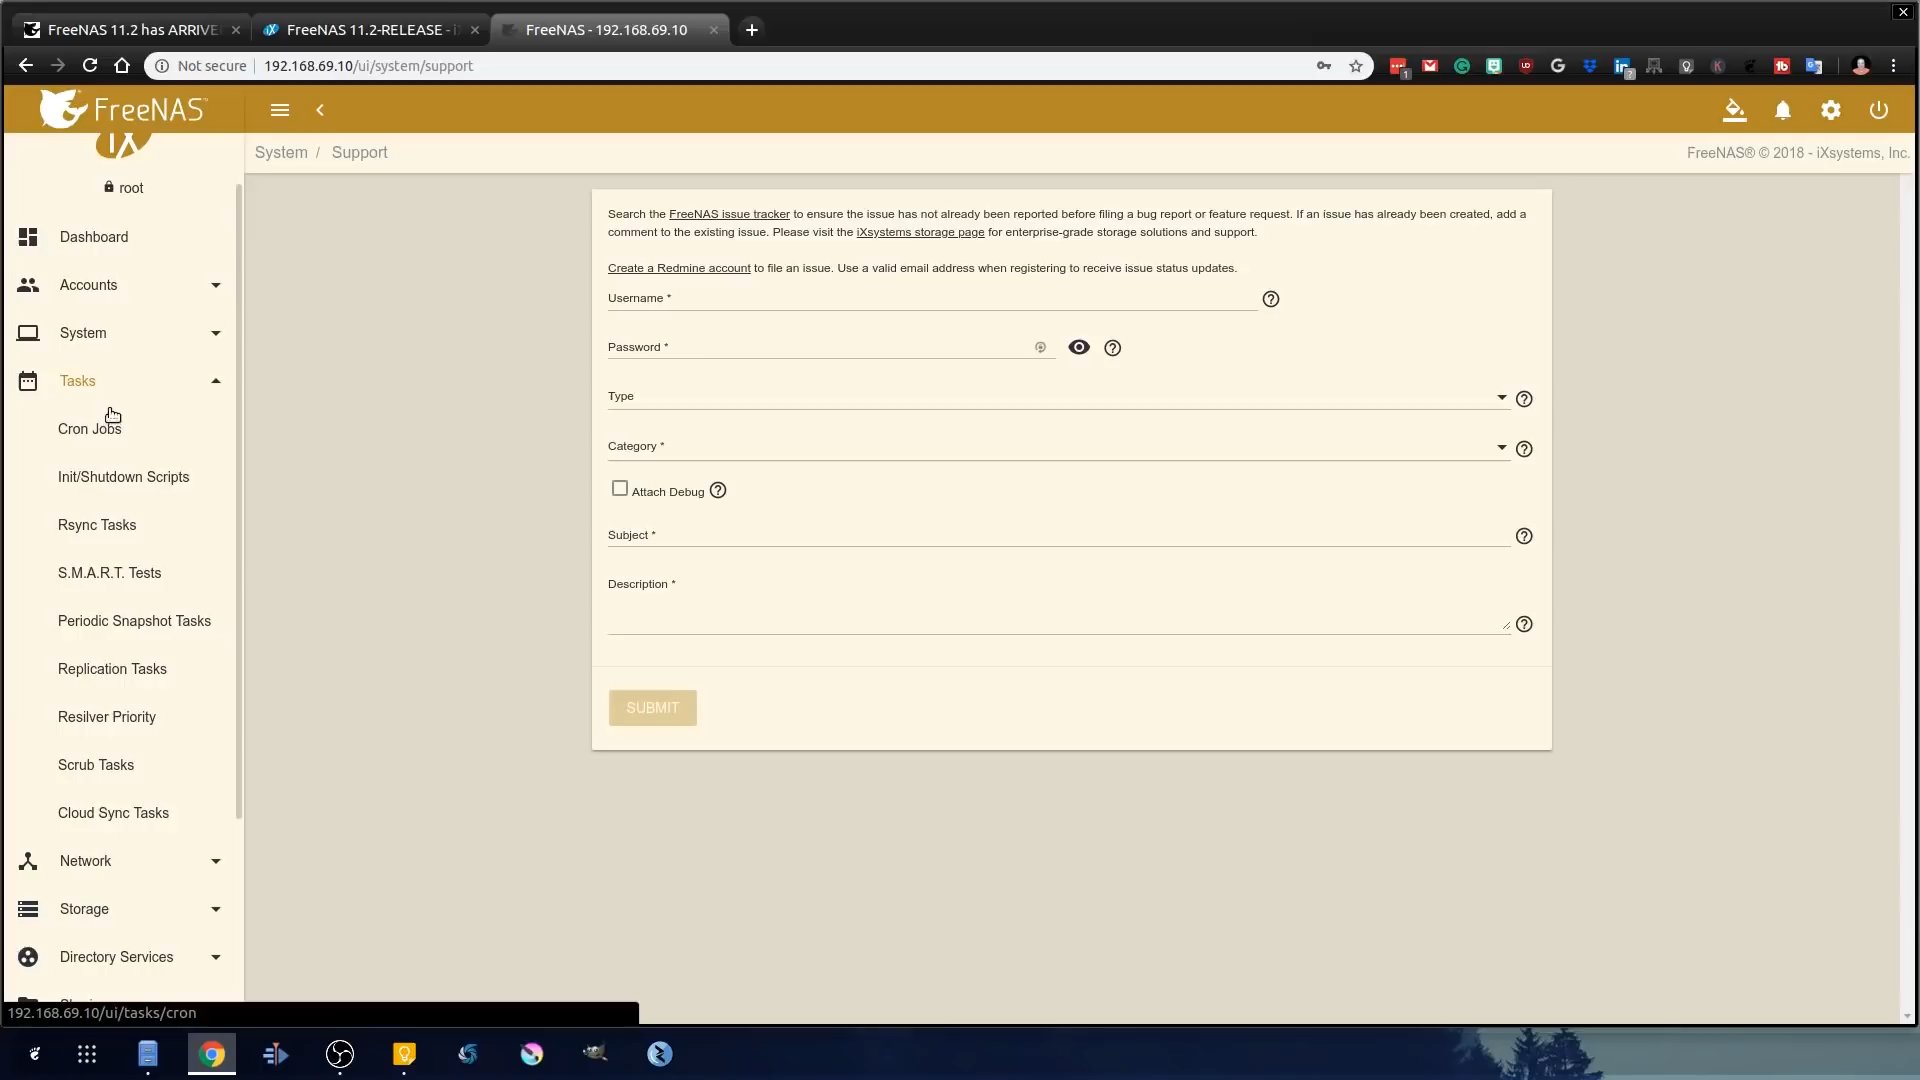 FreeNAS 11.2 has ARRIVE
FreeNAS 11.2-RELEASE - i
FreeNAS - 192.168.69.10
Not secure
192.168.69.10/ui/system/support
1
?
FreeNAS
System / Support
FreeNAS® © 2018 - iXsystems, Inc.
root
Dashboard
Accounts
System
Tasks
Cron Jobs
Init/Shutdown Scripts
Rsync Tasks
S.M.A.R.T. Tests
Periodic Snapshot Tasks
Replication Tasks
Resilver Priority
Scrub Tasks
Cloud Sync Tasks
Network
Storage
Directory Services
Search the FreeNAS issue tracker to ensure the issue has not already been reported before filing a bug report or feature request. If an issue has already been created, add a
comment to the existing issue. Please visit the iXsystems storage page for enterprise-grade storage solutions and support.
Create a Redmine account to file an issue. Use a valid email address when registering to receive issue status updates.
Username *
Password *
Type
Category *
Attach Debug
Subject *
Description *
SUBMIT
192.168.69.10/ui/tasks/cron